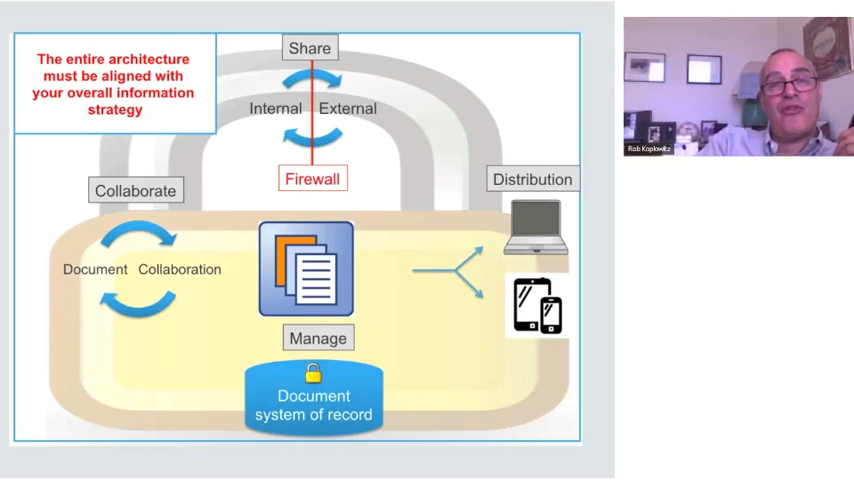 The entire architecture
must be aligned with
your overall information
strategy
Share
Internal External
Firewall
Collaborate
Document Collaboration
Distribution
Manage
Document
system of record
Rob Koplowitz